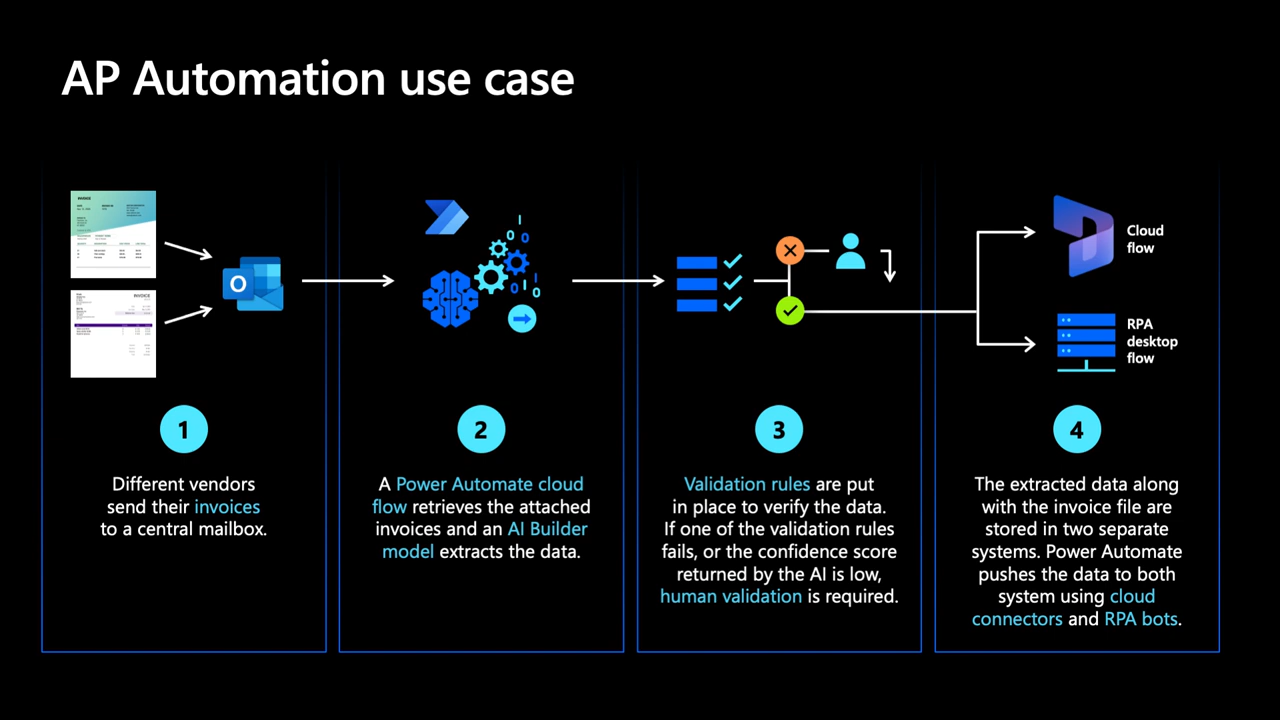 AP Automation use case
INVOICE
INVOICE
Cloud
flow
RPA
desktop
flow
1
Different vendors
send their invoices
to a central mailbox.
2
A Power Automate cloud
flow retrieves the attached
invoices and an AI Builder
model extracts the data.
3
Validation rules are put
in place to verify the data.
If one of the validation rules
fails, or the confidence score
returned by the AI is low,
human validation is required.
4
The extracted data along
with the invoice file are
stored in two separate
systems. Power Automate
pushes the data to both
system using cloud
connectors and RPA bots.